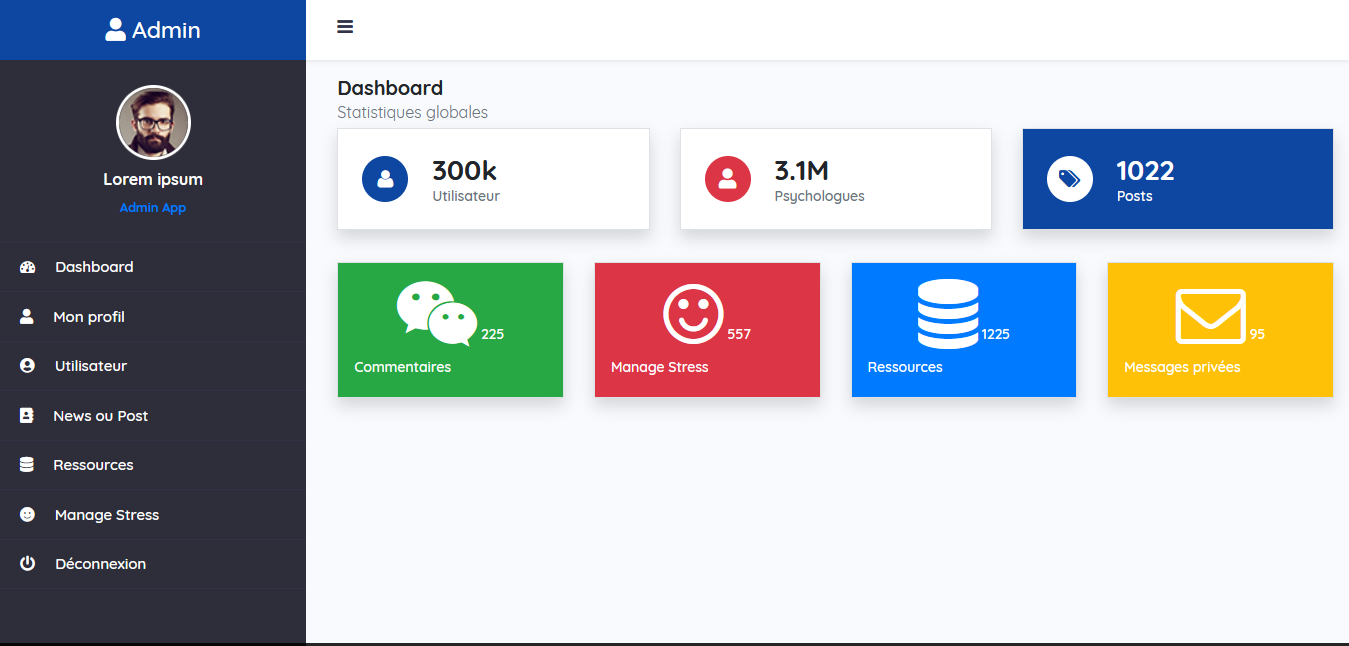 Admin
Lorem ipsum
Admin App
Dashboard
Mon profil
Utilisateur
News ou Post
Ressources
Manage Stress
Déconnexion
Dashboard
Statistiques globales
300k
Utilisateur
3.1M
Psychologues
1022
Posts
225
Commentaires
557
Manage Stress
1225
Ressources
95
Messages privées